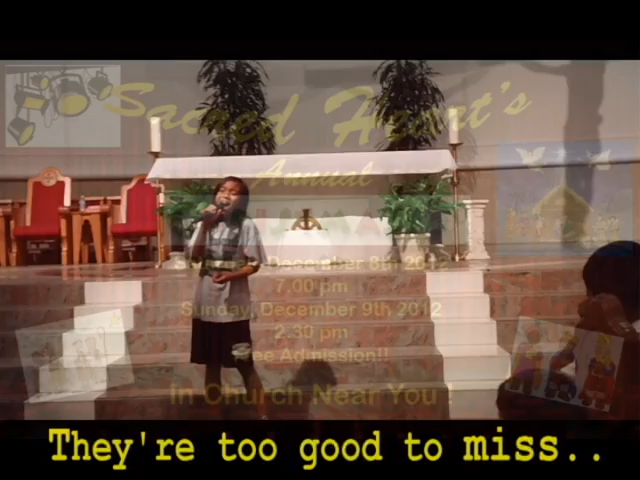 Sacred Heart's
Annual
Saturday, December 8th 2012
7.00 pm
Sunday, December 9th 2012
2.30 pm
Free Admission!!
In Church Near You !
They're too good to miss..